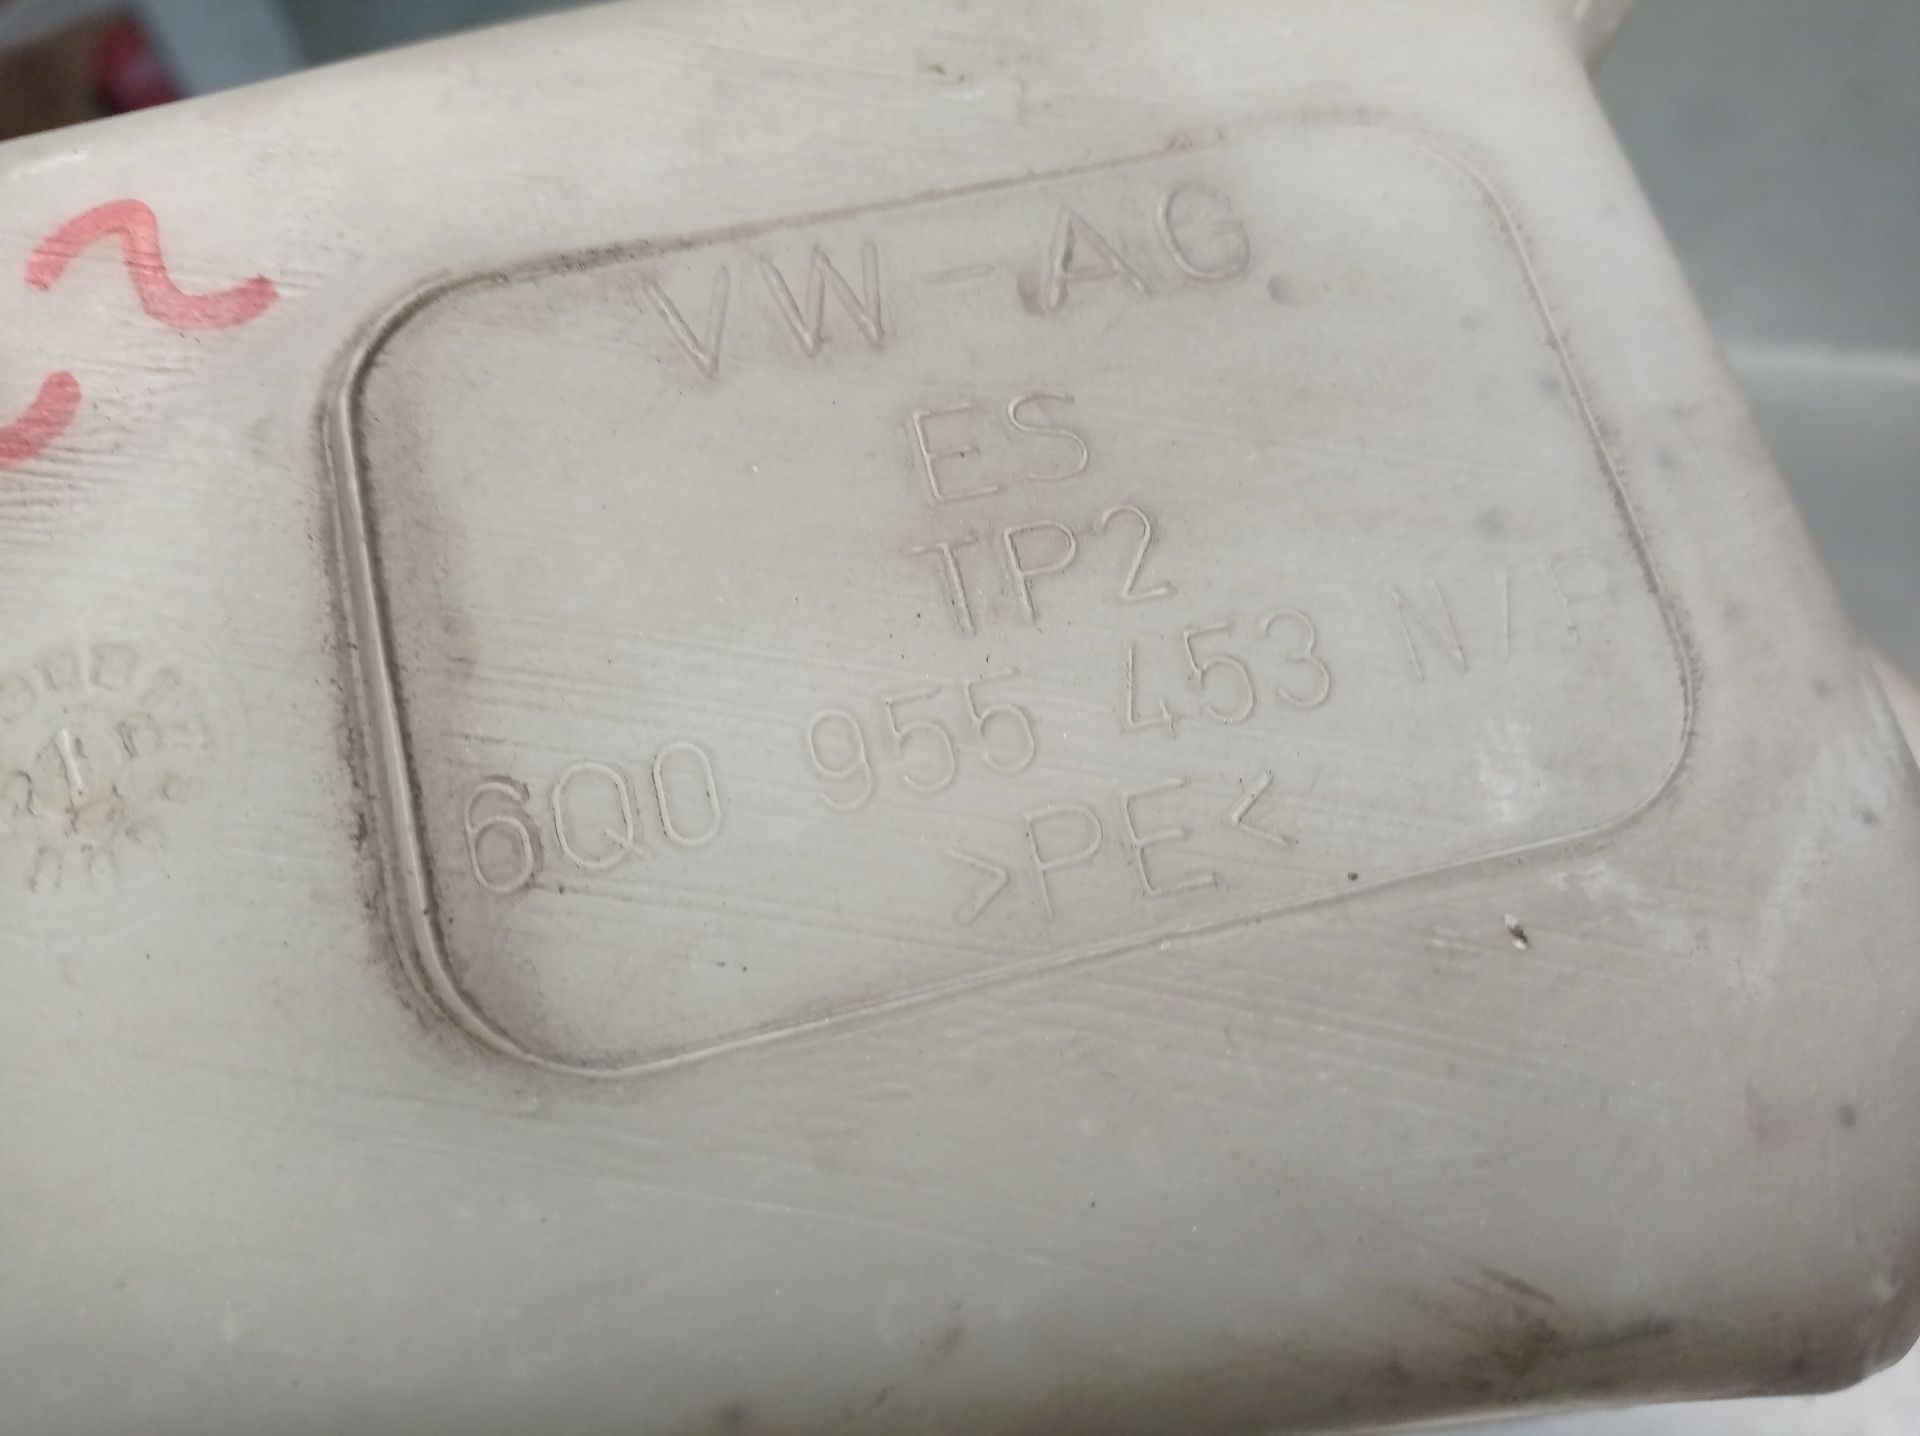 VW-AG
ES
TP2
6Q0 955 453 N/P
>PE<